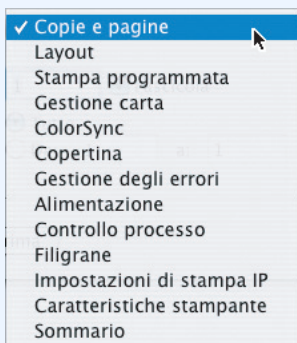 ✓ Copie e pagine
Layout
Stampa programmata
Gestione carta
ColorSync
Copertina
Gestione degli errori
Alimentazione
Controllo processo
Filigrane
Impostazioni di stampa IP
Caratteristiche stampante
Sommario